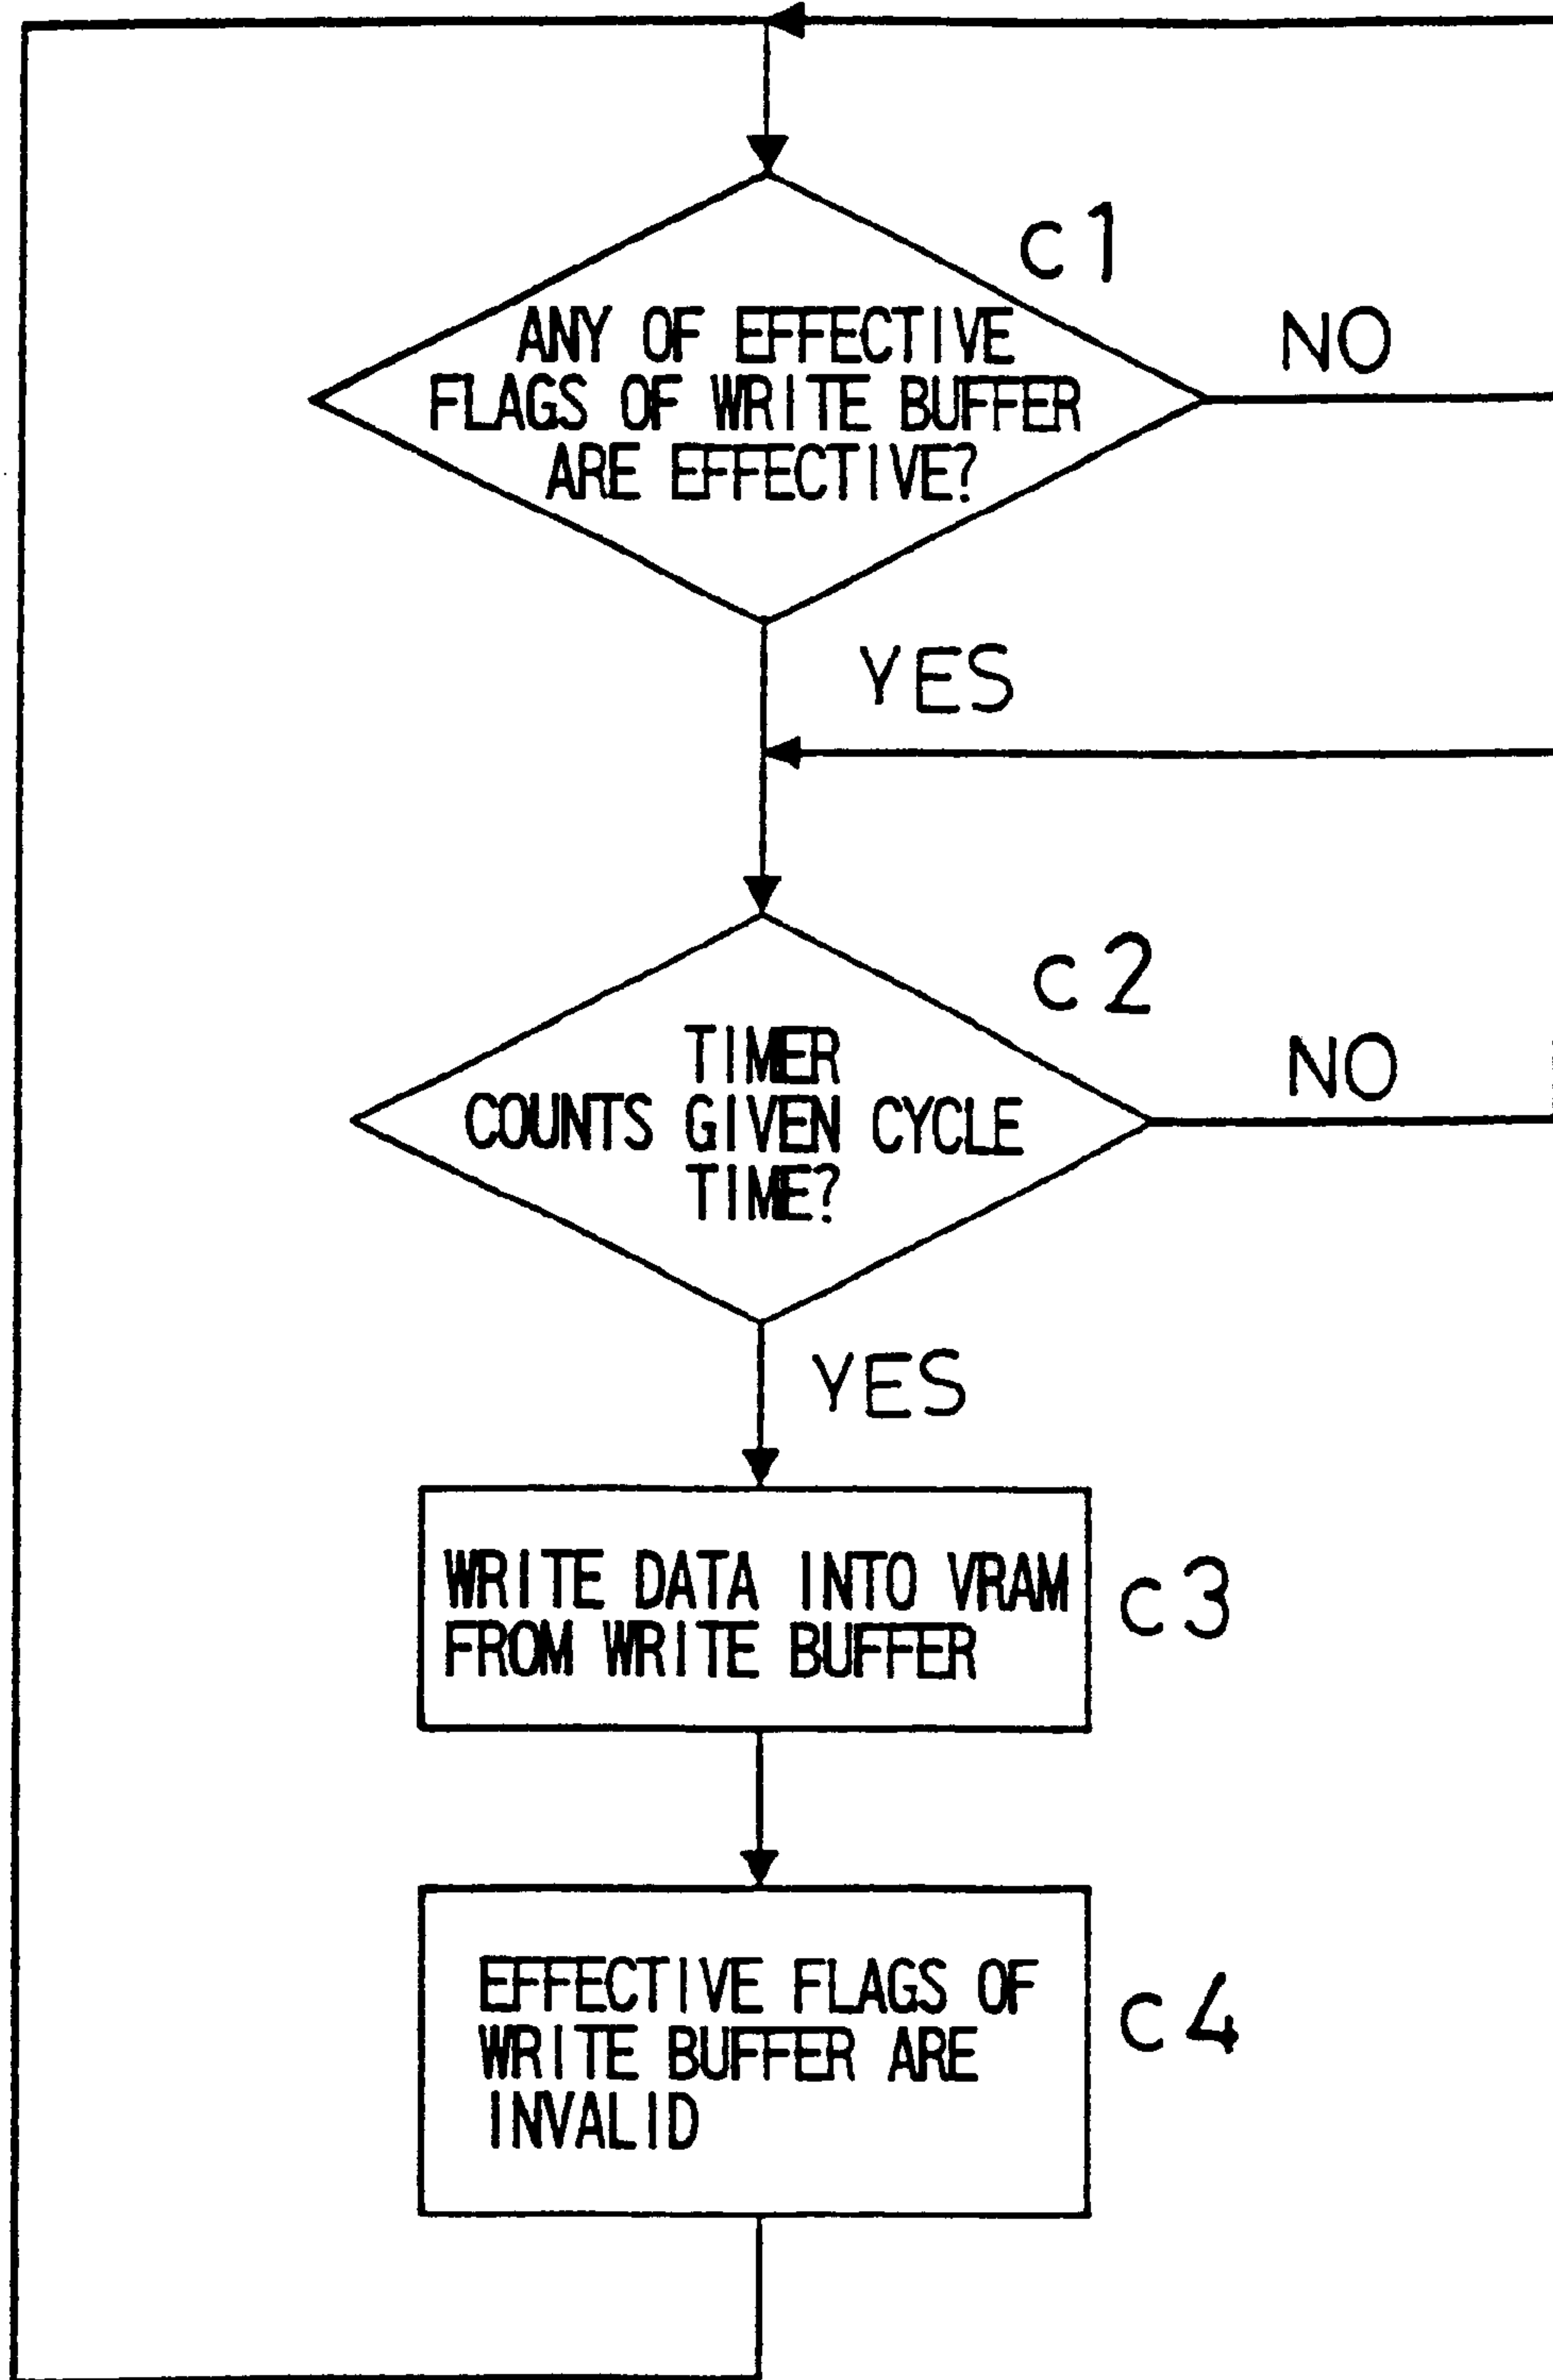 c1
ANY OF EFFECTIVE
FLAGS OF WRITE BUFFER
ARE EFFECTIVE?
NO
YES
c2
TIMER
COUNTS GIVEN CYCLE
TIME?
NO
YES
WRITE DATA INTO VRAM
FROM WRITE BUFFER
c3
EFFECTIVE FLAGS OF
WRITE BUFFER ARE
INVALID
c4